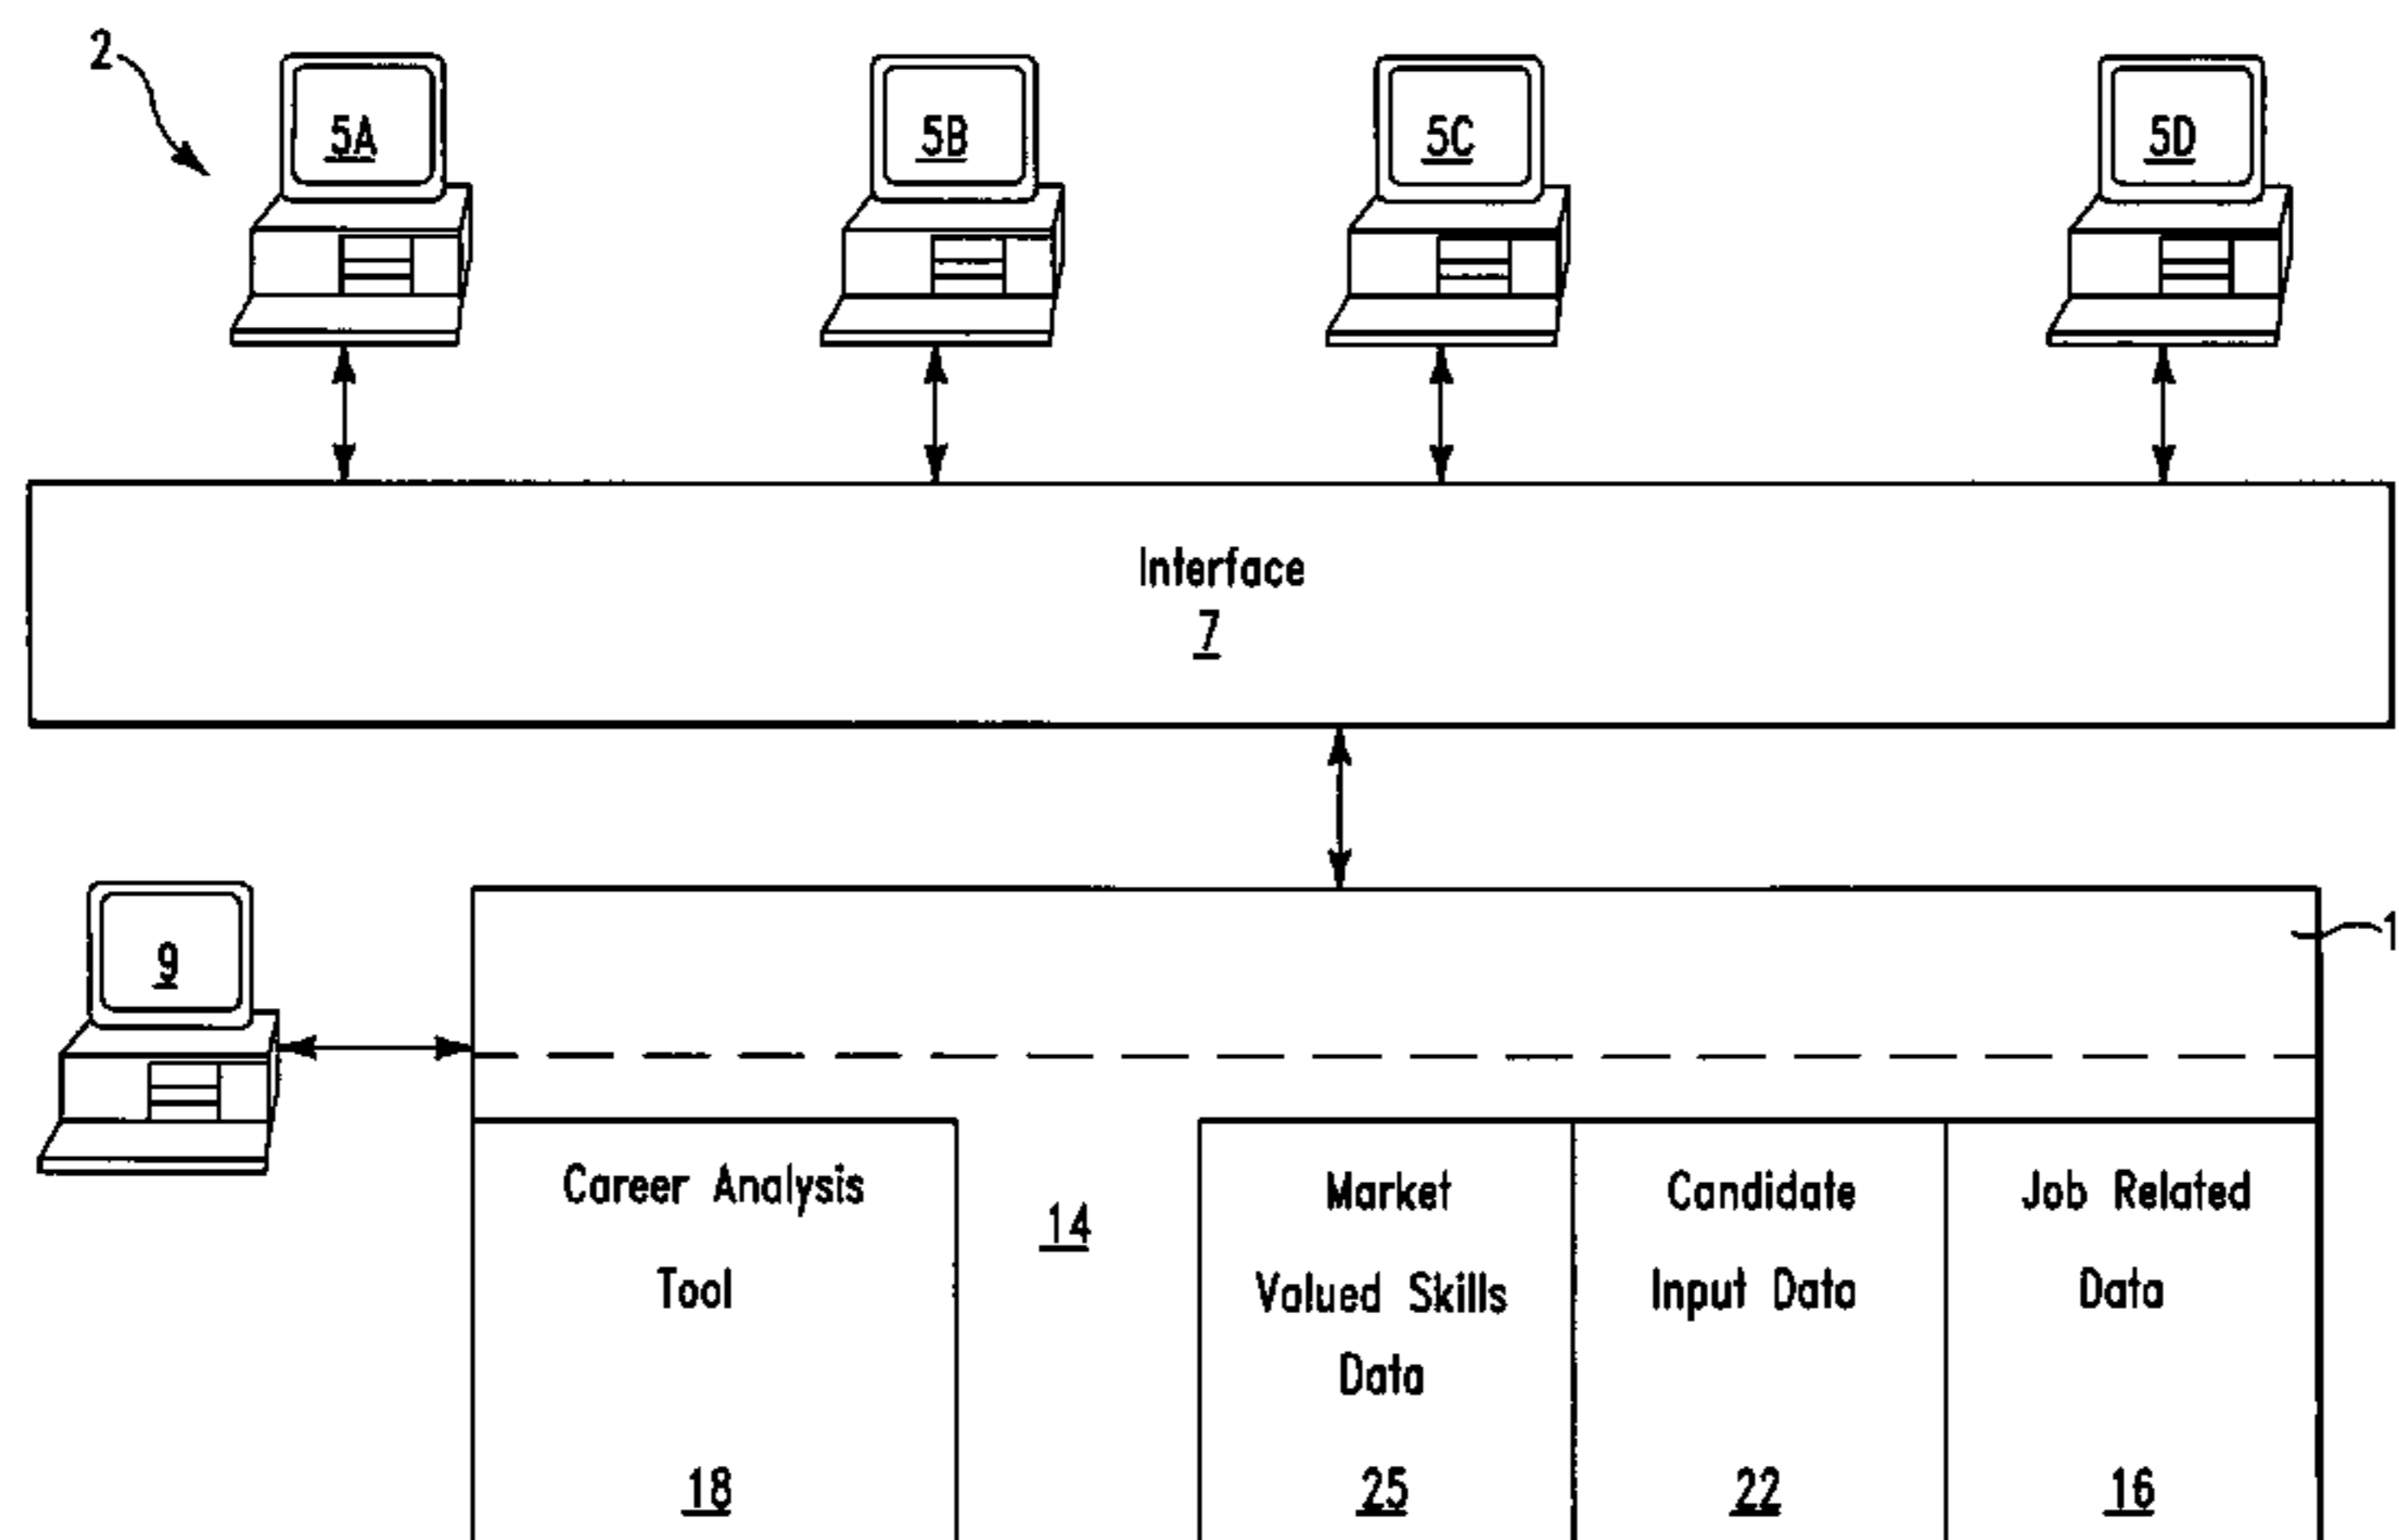 2
5A
5B
5C
5D
Interface
7
9
1
Career Analysis
Tool
18
14
Market
Valued Skills
Data
25
Candidate
Input Data
22
Job Related
Data
16